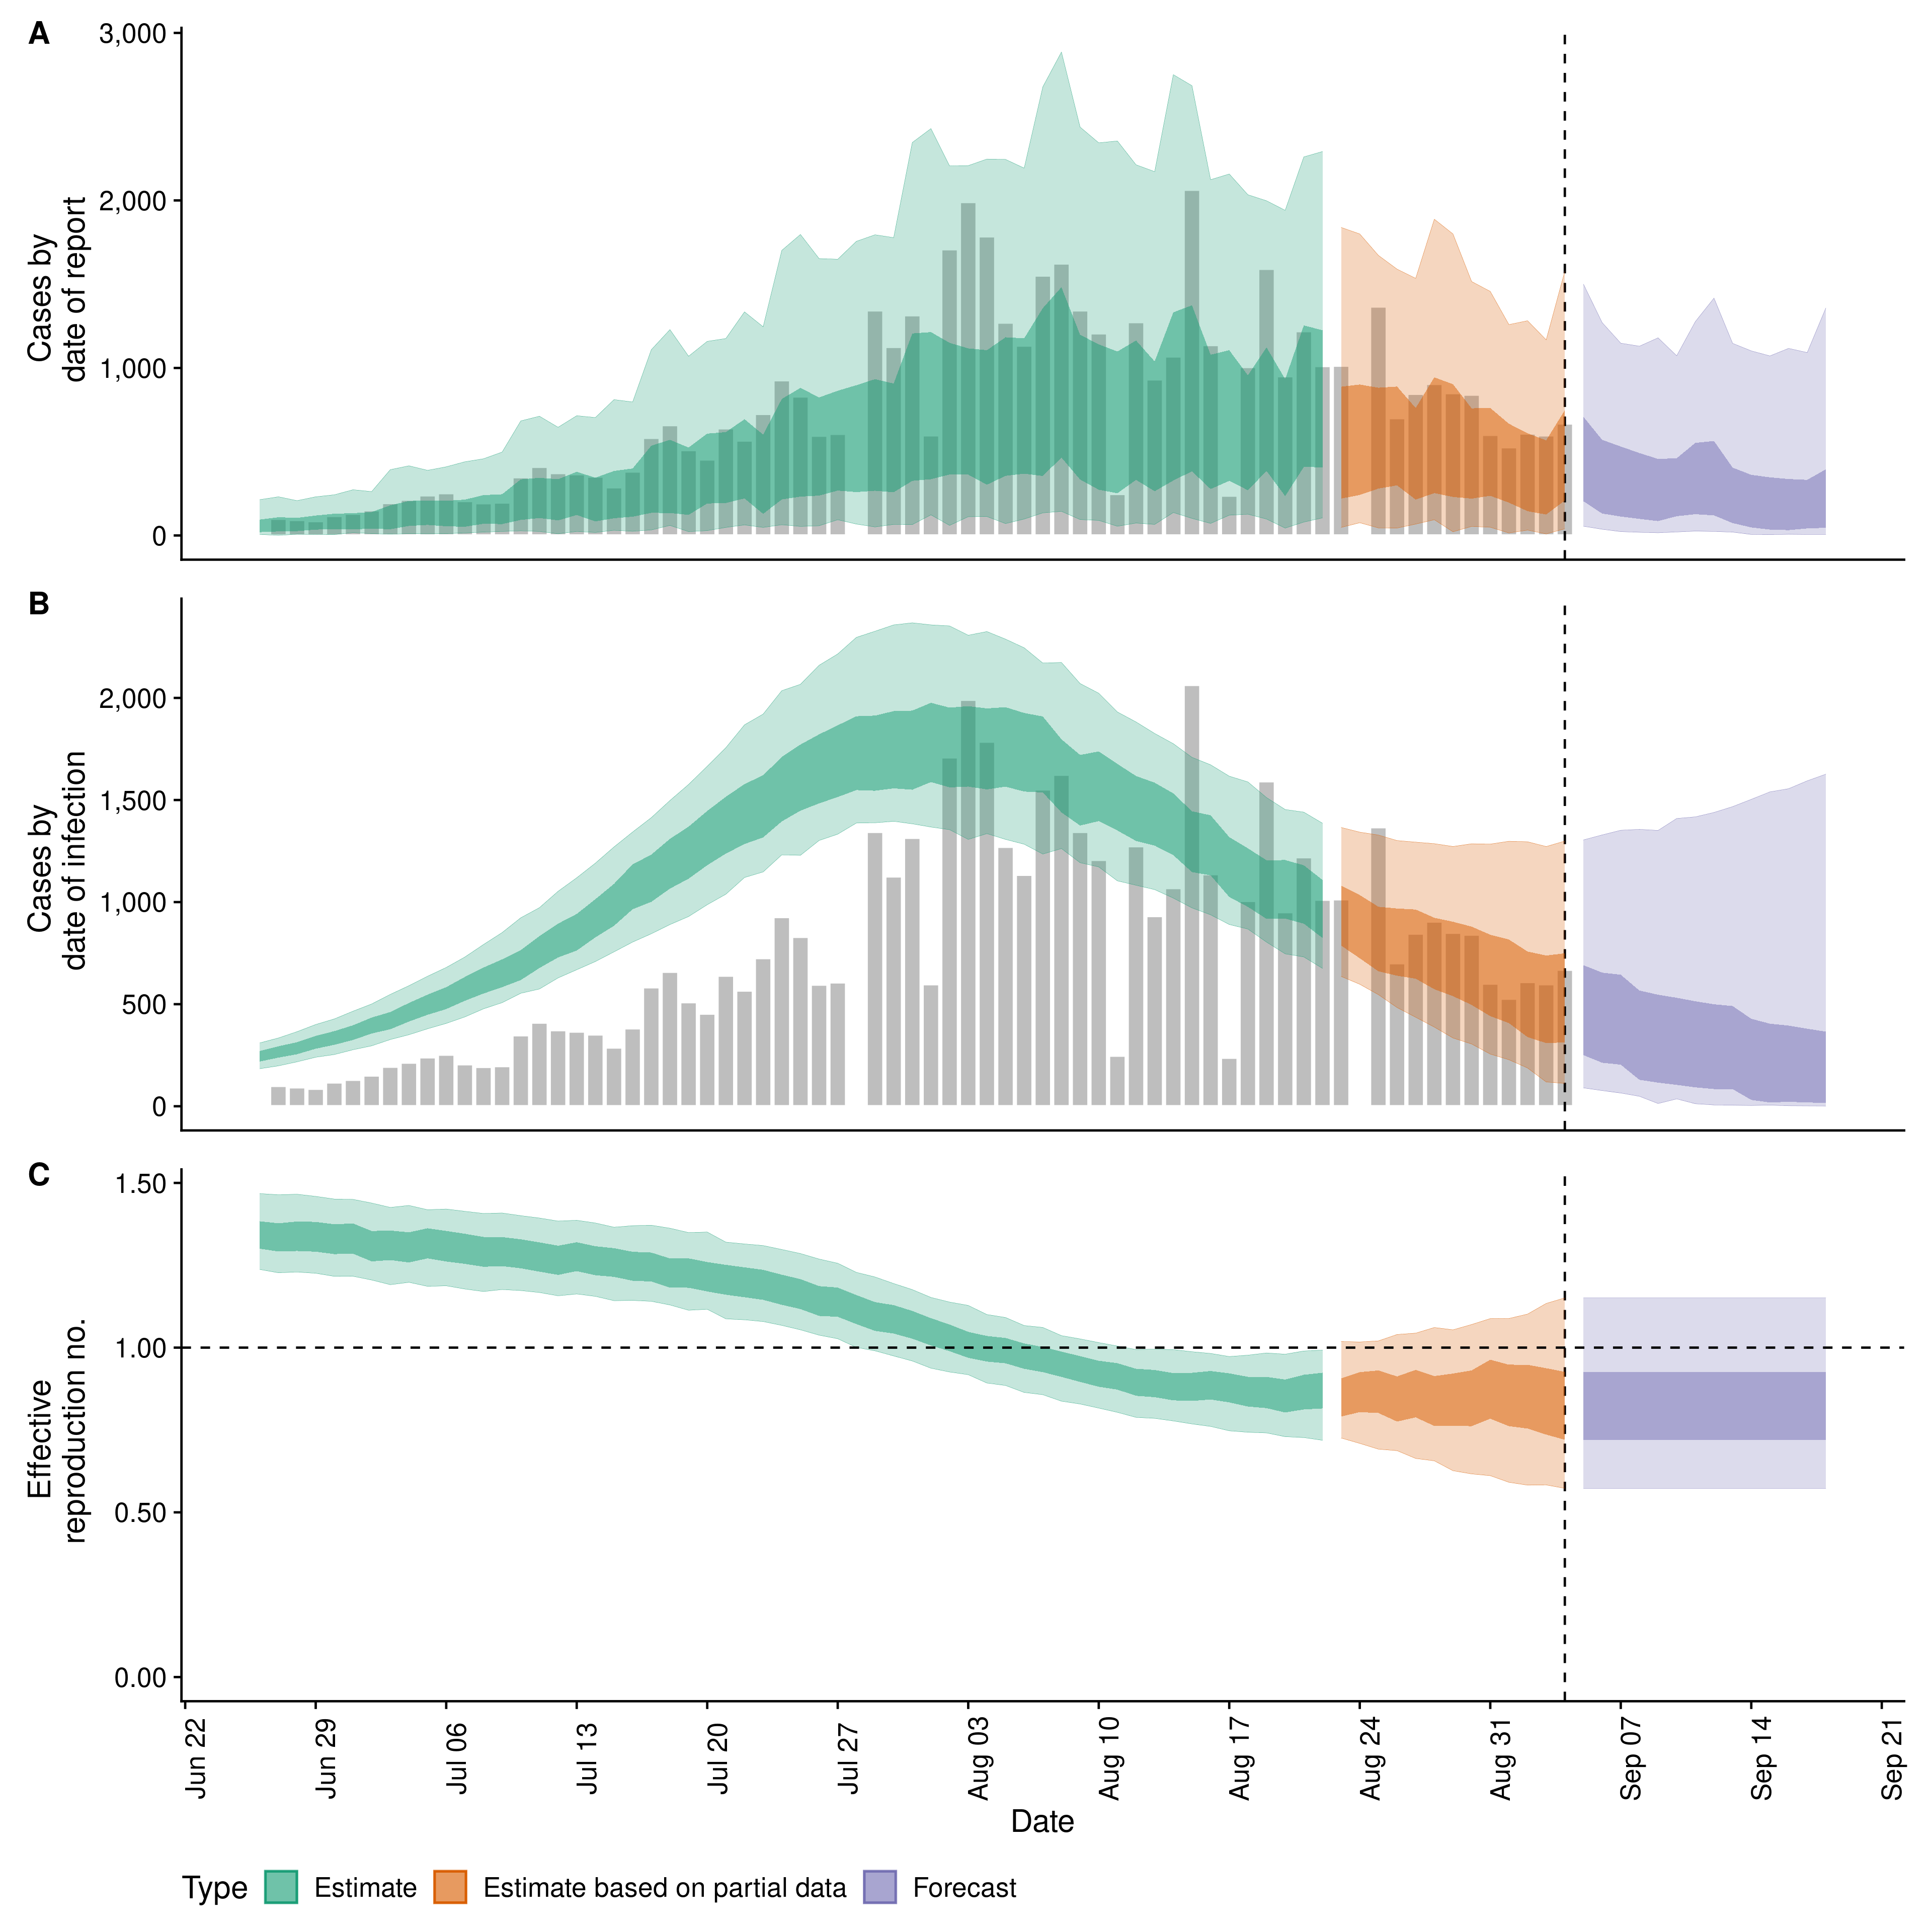 A
Cases by
date of report
3,000
2,000
1,000
0
B
Cases by
date of infection
2,000
1,500
1,000
500
0
C
Effective
reproduction no.
1.50
1.00
0.50
0.00
Jun 22
Jun 29
Jul 06
Jul 13
Jul 20
Jul 27
Aug 03
Aug 10
Aug 17
Aug 24
Aug 31
Sep 07
Sep 14
Sep 21
Date
Type Estimate Estimate based on partial data Forecast